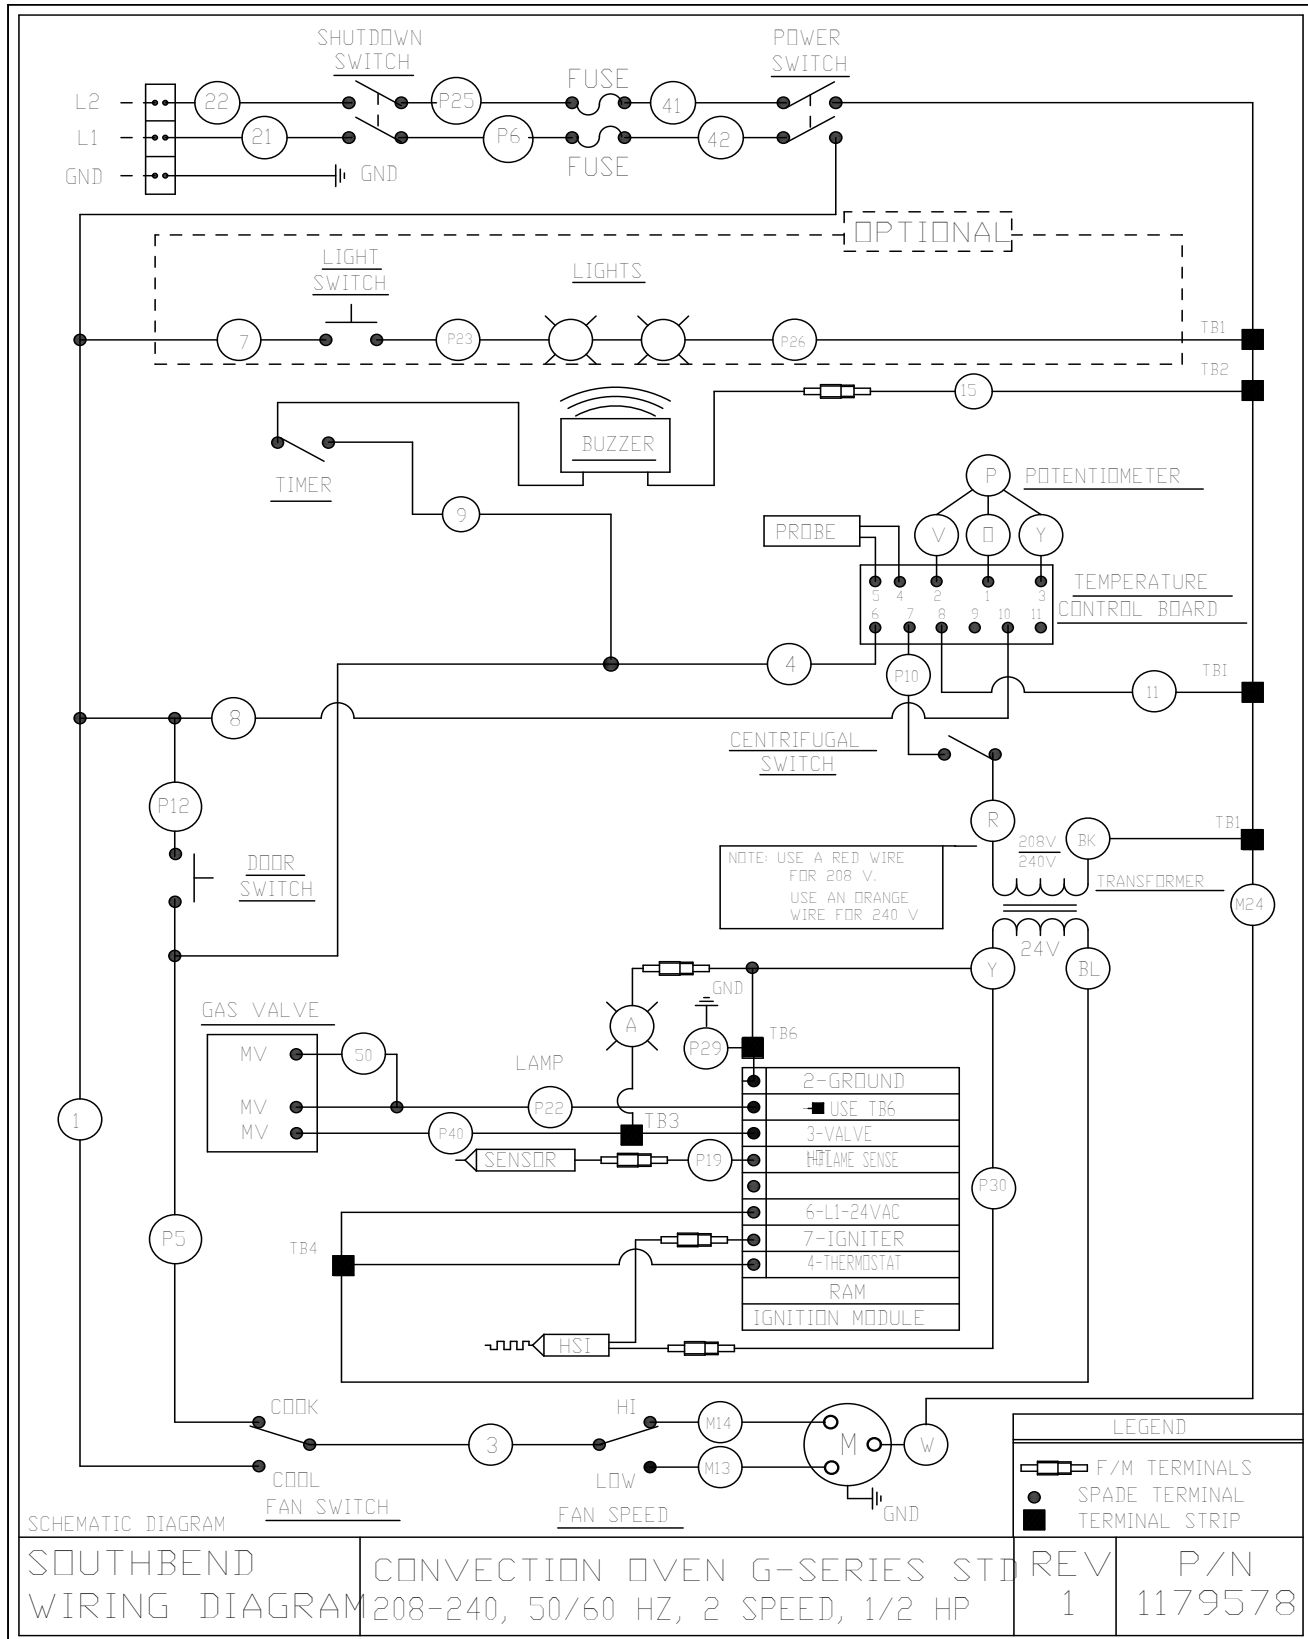 SHUTDOWN
SWITCH
POWER
SWITCH
FUSE
L2
22
P25
41
L1
21
P6
42
FUSE
GND
GND
OPTIONAL
LIGHT
SWITCH
LIGHTS
7
P23
P26
TB1
TB2
15
BUZZER
TIMER
9
P
POTENTIOMETER
PROBE
V
O
Y
5 4 2 1 3
TEMPERATURE
CONTROL BOARD
6 7 8 9 10 11
4
P10
11
TBI
8
CENTRIFUGAL
SWITCH
P12
R
208V
240V
BK
TB1
NOTE: USE A RED WIRE
FOR 208 V.
USE AN ORANGE
WIRE FOR 240 V
DOOR
SWITCH
TRANSFORMER
M24
24V
Y
BL
GND
GAS VALVE
A
P29
TB6
MV
50
LAMP
2-GROUND
MV
P22
USE TB6
1
MV
P40
TB3
3-VALVE
SENSOR
P19
HOT
1-FLAME SENSE
P30
6-L1-24VAC
P5
TB4
7-IGNITER
4-THERMOSTAT
RAM
IGNITION MODULE
HSI
COOK
HI
M14
3
M
W
LOW
M13
COOL
FAN SWITCH
FAN SPEED
GND
LEGEND
F/M TERMINALS
SPADE TERMINAL
TERMINAL STRIP
SCHEMATIC DIAGRAM
SOUTHBEND
WIRING DIAGRAM
CONVECTION OVEN G-SERIES STD
208-240, 50/60 HZ, 2 SPEED, 1/2 HP
REV
1
P/N
1179578